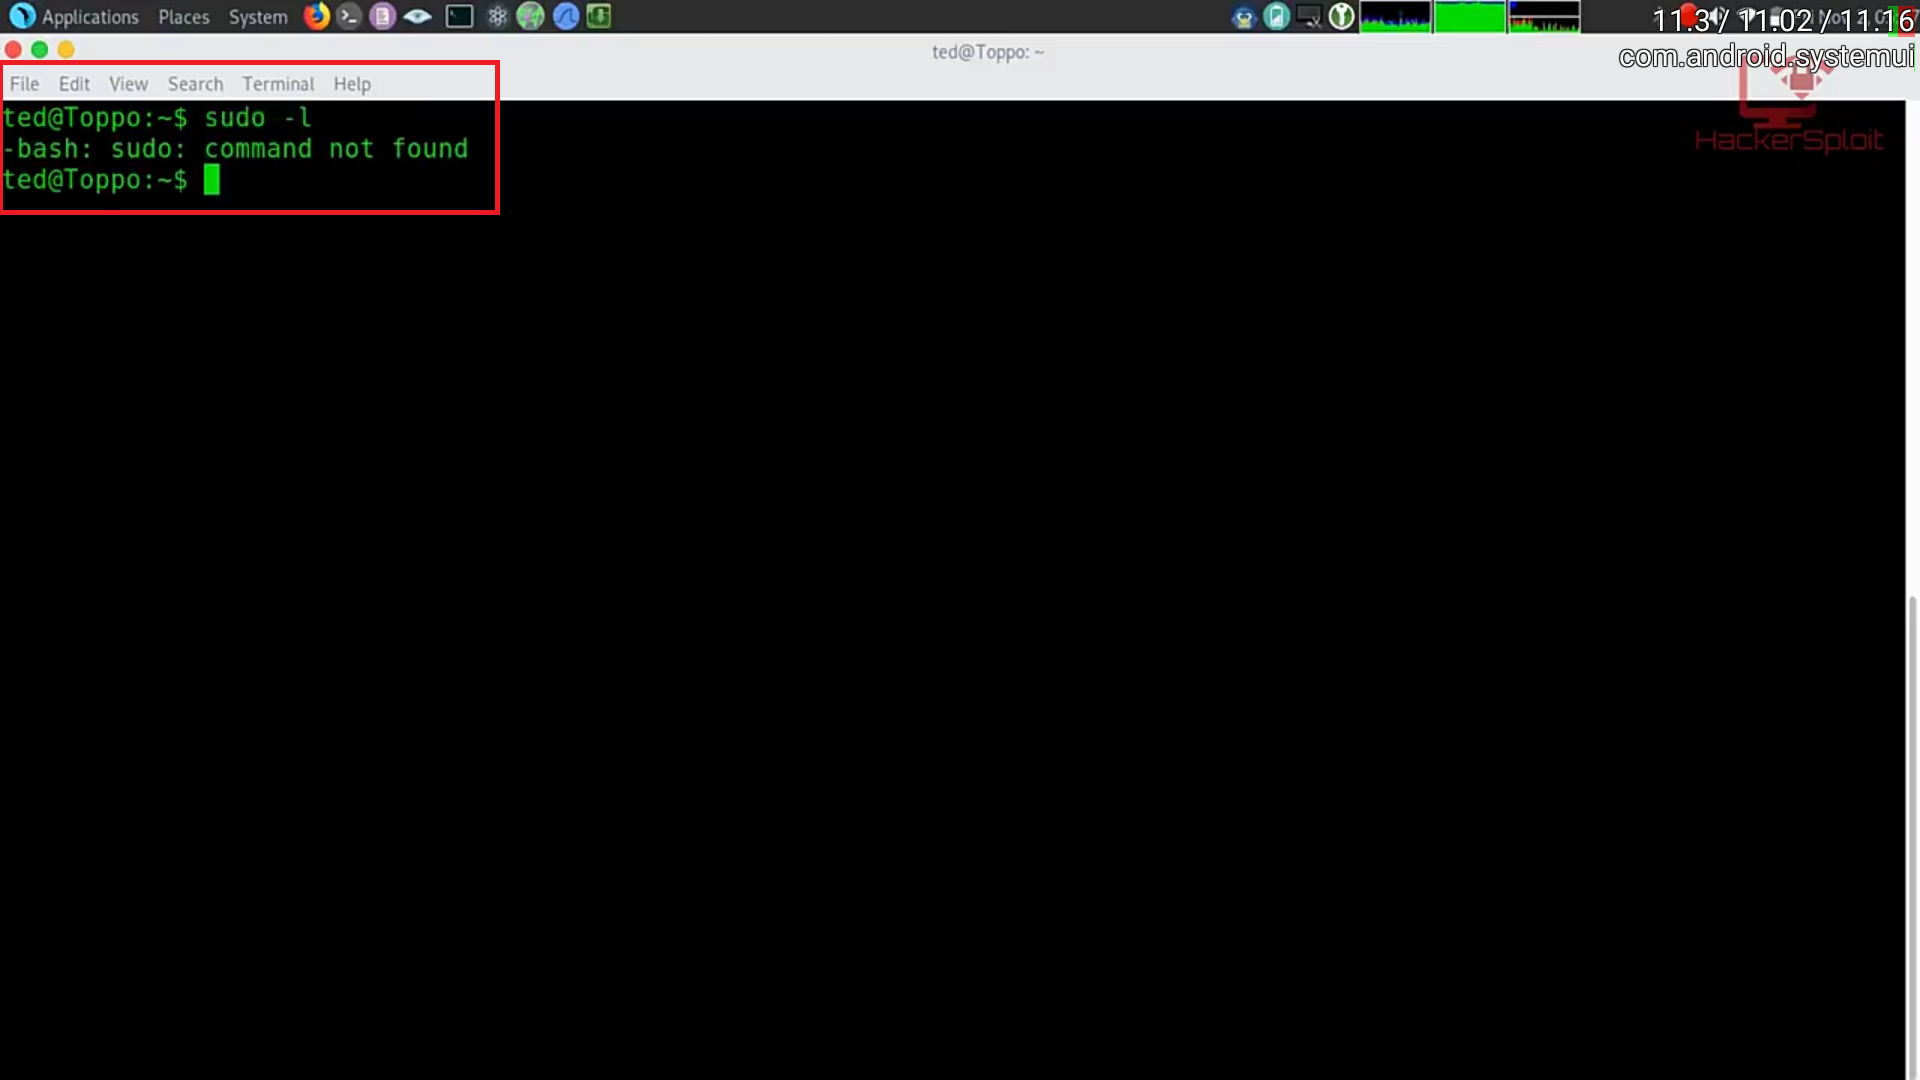 Applications Places System
11.3 / 11.02 / 11.16
ted@Toppo: ~
com.android.systemui
File Edit View Search Terminal Help
ted@Toppo:~$ sudo -l
-bash: sudo: command not found
ted@Toppo:~$
HackerSploit